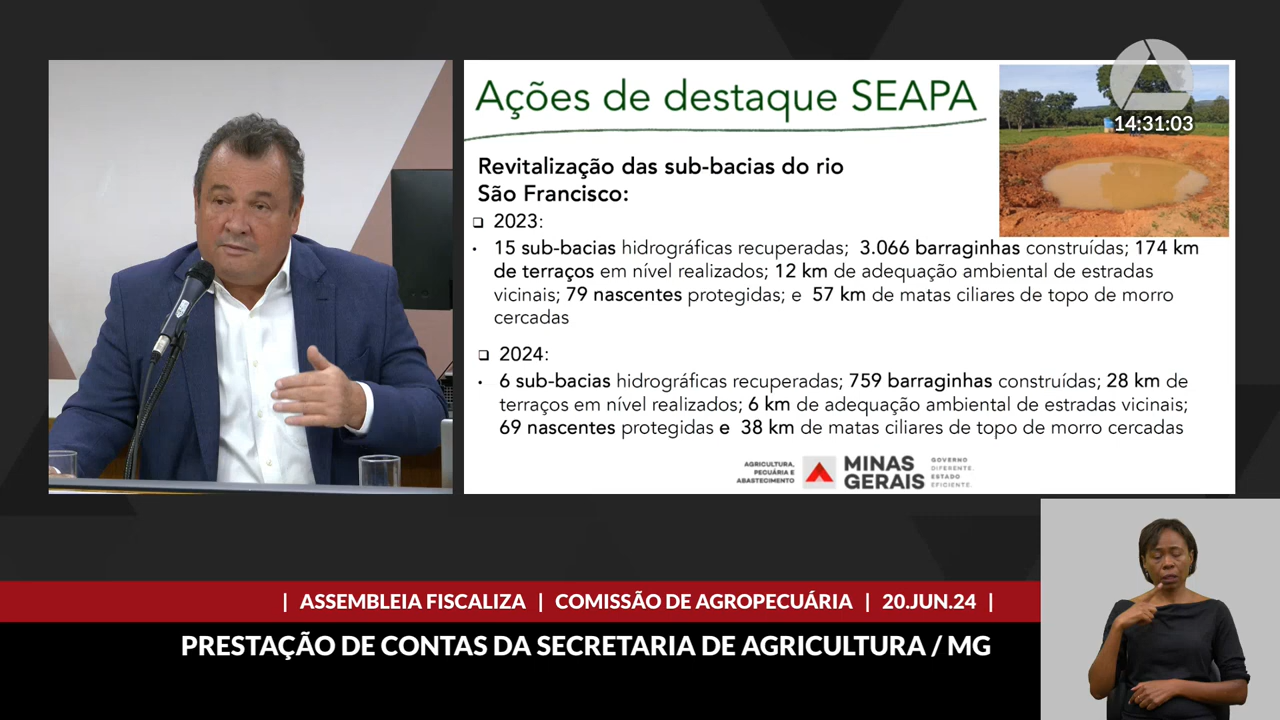 Ações de destaque SEAPA
14:31:03
Revitalização das sub-bacias do rio
São Francisco:
2023:
15 sub-bacias hidrográficas recuperadas; 3.066 barraginhas construídas; 174 km
de terraços em nível realizados; 12 km de adequação ambiental de estradas
vicinais; 79 nascentes protegidas; e 57 km de matas ciliares de topo de morro
cercadas
2024:
6 sub-bacias hidrográficas recuperadas; 759 barraginhas construídas; 28 km de
terraços em nível realizados; 6 km de adequação ambiental de estradas vicinais;
69 nascentes protegidas e 38 km de matas ciliares de topo de morro cercadas
AGRICULTURA,
PECUÁRIA E
ABASTECIMENTO
MINAS
GERAIS
GOVERNO
DIFERENTE.
ESTADO
EFICIENTE.
| ASSEMBLEIA FISCALIZA | COMISSÃO DE AGROPECUÁRIA | 20.JUN.24 |
PRESTAÇÃO DE CONTAS DA SECRETARIA DE AGRICULTURA / MG